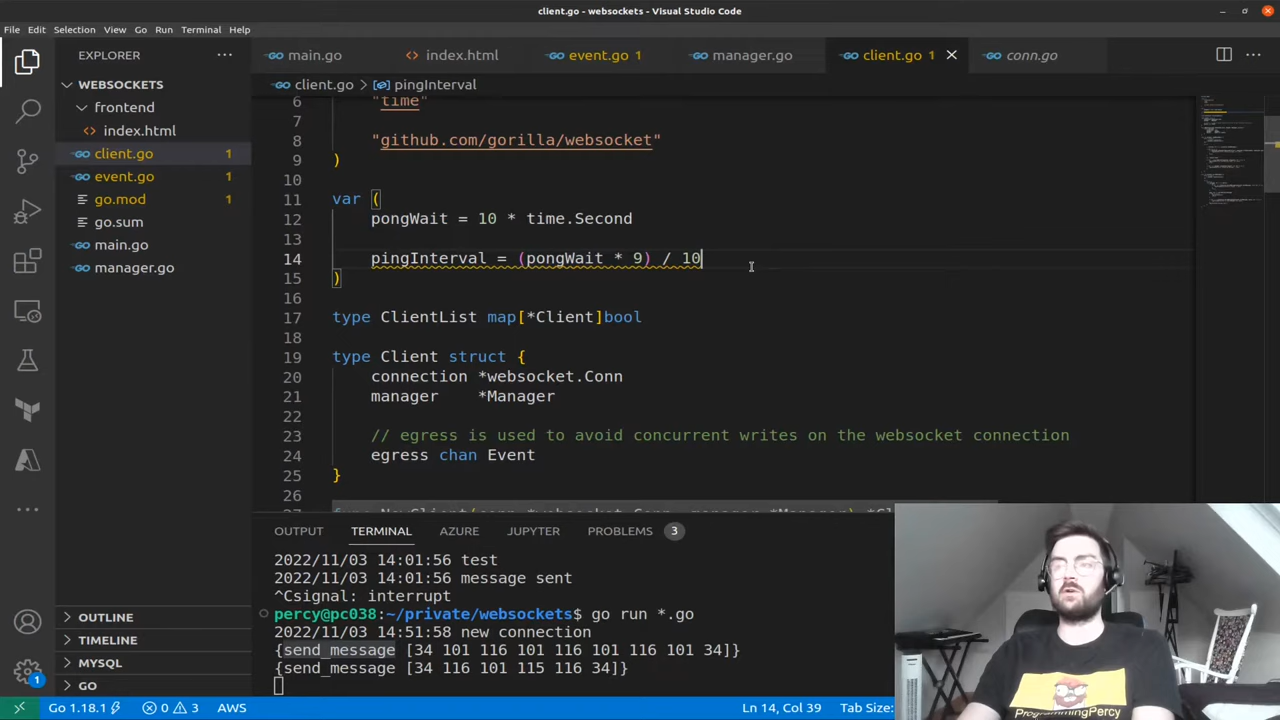 client.go - websockets - Visual Studio Code
File Edit Selection View Go Run Terminal
EXPLORER
main.go
index.html
event.go 1
manager.go
client.go 1
conn.go
WEBSOCKETS
frontend
index.html
client.go 1
event.go 1
go.mod 2
go.sum
main.go
manager.go
OUTLINE
TIMELINE
MYSQL
GO
client.go > pingInterval
6 "time"
7
8 "github.com/gorilla/websocket"
9 )
10
11 var (
12 pongWait = 10 * time.Second
13
14 pingInterval = (pongWait * 9) / 10
15 )
16
17 type ClientList map[*Client]bool
18
19 type Client struct {
20 connection *websocket.Conn
21 manager *Manager
22
23 // egress is used to avoid concurrent writes on the websocket connection
24 egress chan Event
25 }
26
OUTPUT TERMINAL AZURE JUPYTER PROBLEMS 3
2022/11/03 14:01:56 test
2022/11/03 14:01:56 message sent
^Csignal: interrupt
percy@pc038:~/private/websockets$ go run *.go
2022/11/03 14:51:58 new connection
{send_message [34 101 116 101 116 101 116 101 34]}
{send_message [34 116 101 115 116 34]}
ProgrammingPercy
1
Go 1.18.1 0 3 AWS
Ln 14, Col 39 Tab Size: